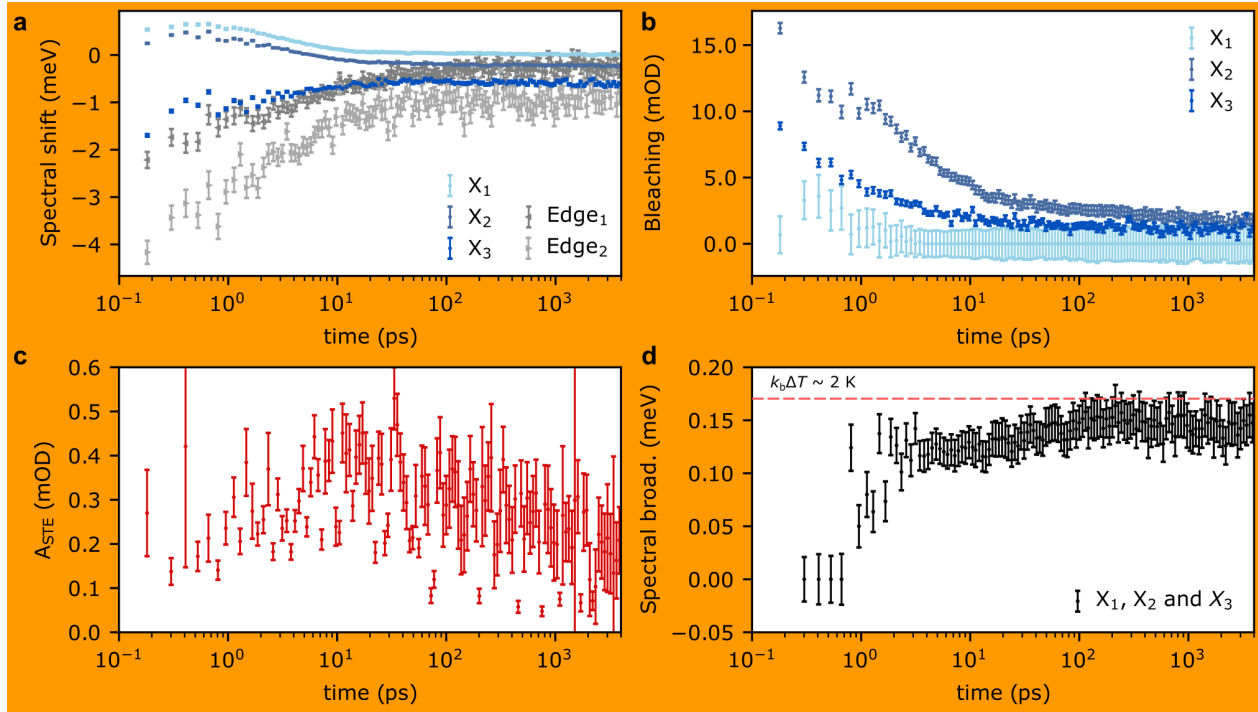 a
Spectral shift (meV)
0
−1
−2
−3
−4
X₁
X₂
X₃
Edge₁
Edge₂
10⁻¹ 10⁰ 10¹ 10² 10³
time (ps)
b
Bleaching (mOD)
15.0
10.0
5.0
0.0
X₁
X₂
X₃
10⁻¹ 10⁰ 10¹ 10² 10³
time (ps)
c
A_STE (mOD)
0.6
0.5
0.4
0.3
0.2
0.1
0.0
10⁻¹ 10⁰ 10¹ 10² 10³
time (ps)
d
Spectral broad. (meV)
0.20
0.15
0.10
0.05
0.00
−0.05
k_bΔT ~ 2 K
X₁, X₂ and X₃
10⁻¹ 10⁰ 10¹ 10² 10³
time (ps)